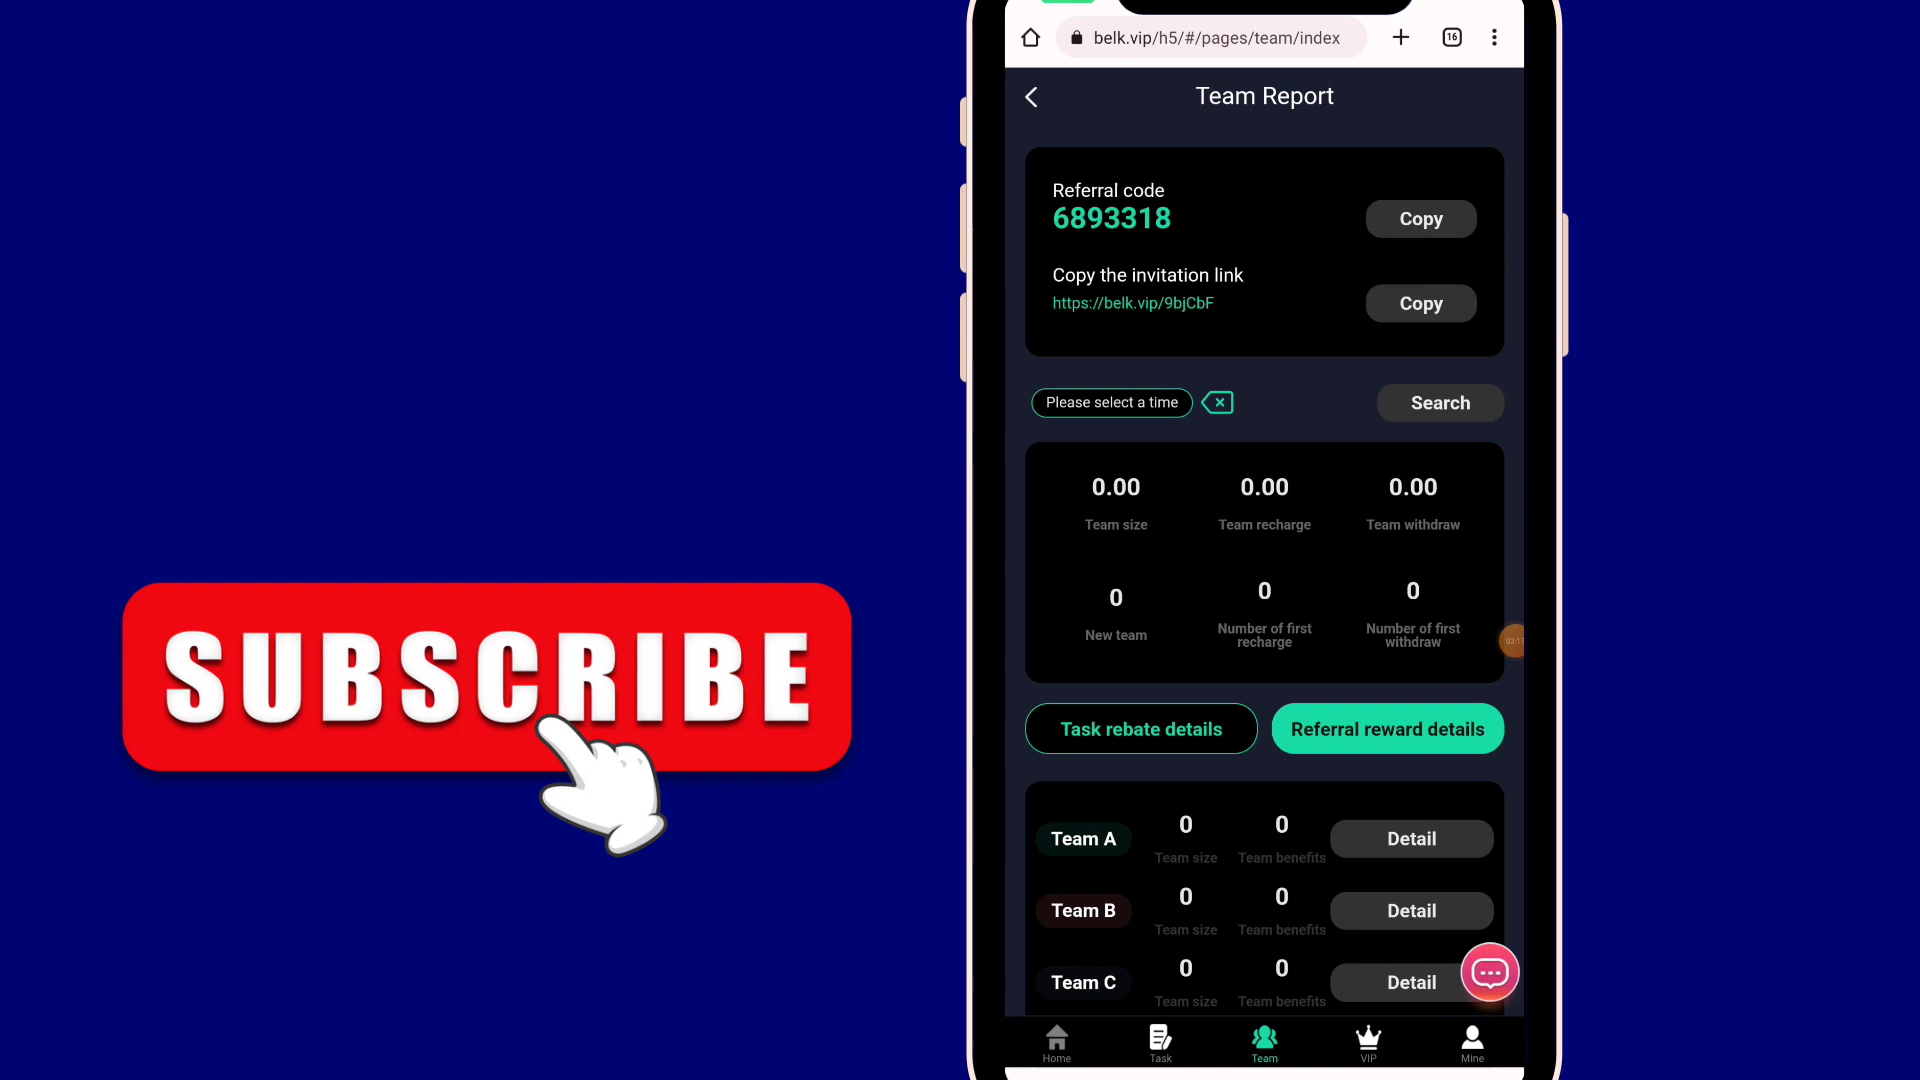 belk.vip/h5/#/pages/team/index
16
Team Report
Referral code
6893318
Copy
Copy the invitation link
https://belk.vip/9bjCbF
Copy
Please select a time
Search
0.00 0.00 0.00
Team size Team recharge Team withdraw
0 0 0
New team Number of first recharge Number of first withdraw
03:17
Task rebate details Referral reward details
Team A 0 0 Detail
Team size Team benefits
Team B 0 0 Detail
Team size Team benefits
Team C 0 0 Detail
Team size Team benefits
Home Task Team VIP Mine
SUBSCRIBE